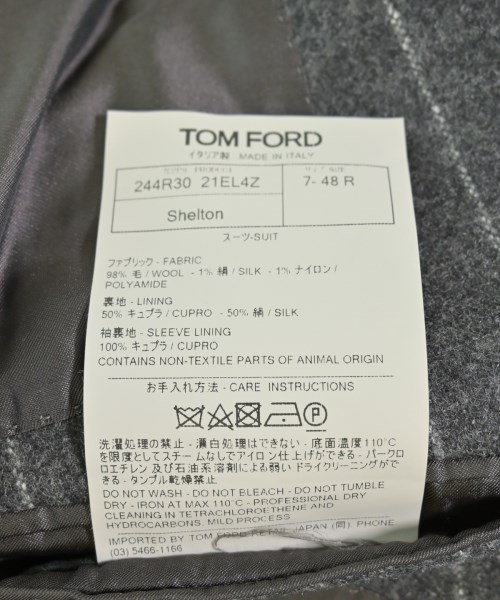 TOM FORD
イタリア製 MADE IN ITALY
244R30 21EL4Z
7- 48 R
Shelton
スーツ-SUIT
ファブリック - FABRIC
98% 毛 / WOOL - 1% 絹 / SILK - 1% ナイロン /
POLYAMIDE
裏地 - LINING
50% キュプラ / CUPRO - 50% 絹 / SILK
袖裏地 - SLEEVE LINING
100% キュプラ / CUPRO
CONTAINS NON-TEXTILE PARTS OF ANIMAL ORIGIN
お手入れ方法 - CARE INSTRUCTIONS
P
洗濯処理の禁止 - 漂白処理はできない - 底面温度110°C
を限度としてスチームなしでアイロン仕上げができる - パークロ
ロエチレン 及び石油系溶剤による弱い ドライクリーニングがで
きる - タンブル乾燥禁止
DO NOT WASH - DO NOT BLEACH - DO NOT TUMBLE
DRY - IRON AT MAX 110°C - PROFESSIONAL DRY
CLEANING IN TETRACHLOROETHENE AND
HYDROCARBONS. MILD PROCESS
IMPORTED BY TOM FORD RETAIL JAPAN (同) PHONE
(03) 5466-1166